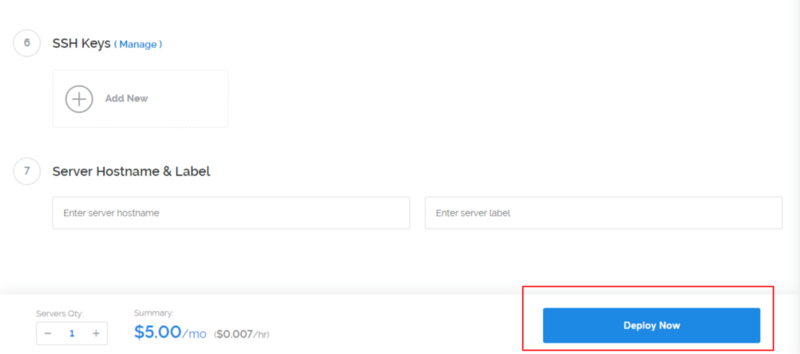 6 SSH Keys ( Manage )
Add New
7 Server Hostname & Label
Enter server hostname Enter server label
Servers Qty: Summary:
− 1 + $5.00/mo ($0.007/hr) Deploy Now